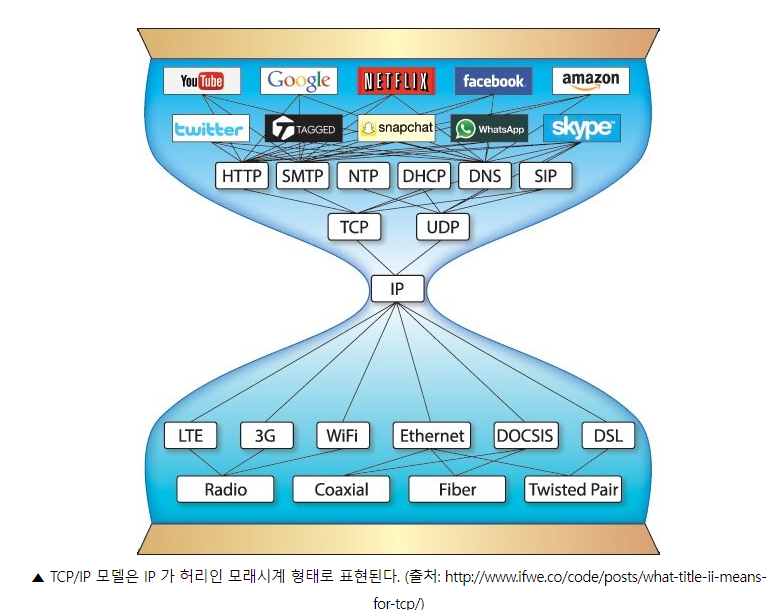 YouTube Google NETFLIX facebook amazon
twitter TAGGED snapchat WhatsApp skype
HTTP SMTP NTP DHCP DNS SIP
TCP UDP
IP
LTE 3G WiFi Ethernet DOCSIS DSL
Radio Coaxial Fiber Twisted Pair
▲ TCP/IP 모델은 IP 가 허리인 모래시계 형태로 표현된다. (출처: http://www.ifwe.co/code/posts/what-title-ii-means-
for-tcp/)